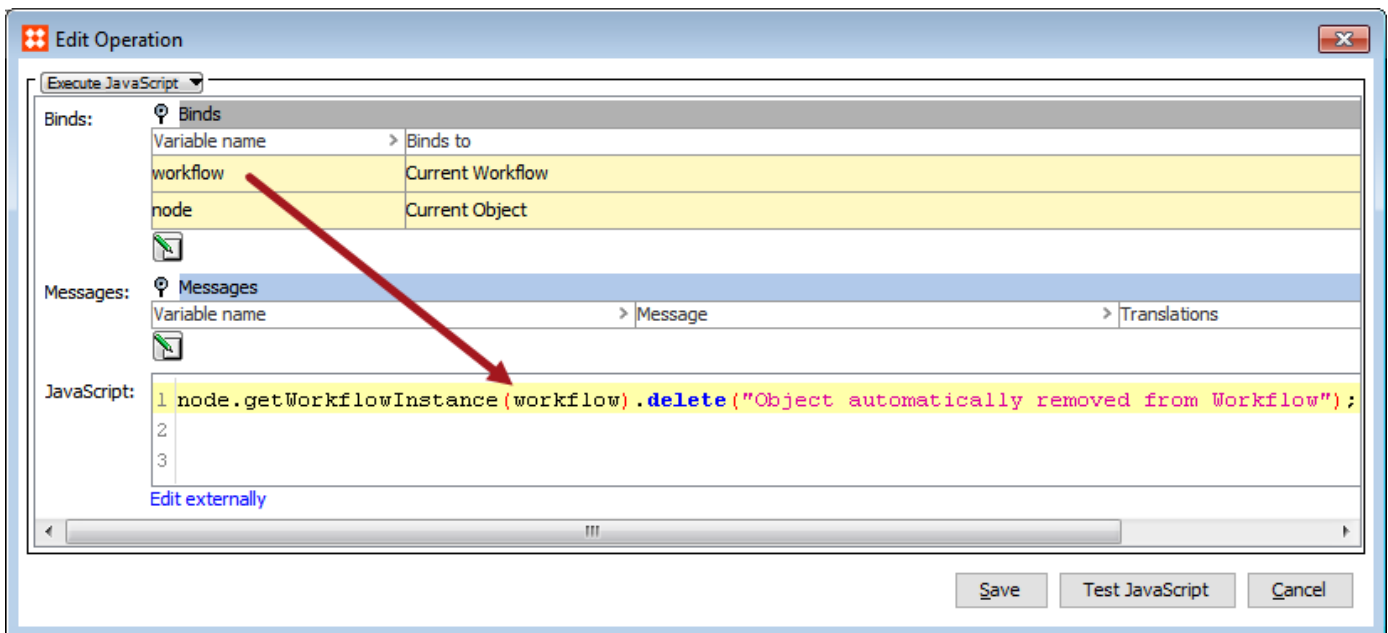 Edit Operation
Execute JavaScript
Binds:
Binds
Variable name > Binds to
workflow Current Workflow
node Current Object
Messages:
Messages
Variable name > Message > Translations
JavaScript:
1 node.getWorkflowInstance(workflow).delete("Object automatically removed from Workflow");
2
3
Edit externally
Save Test JavaScript Cancel